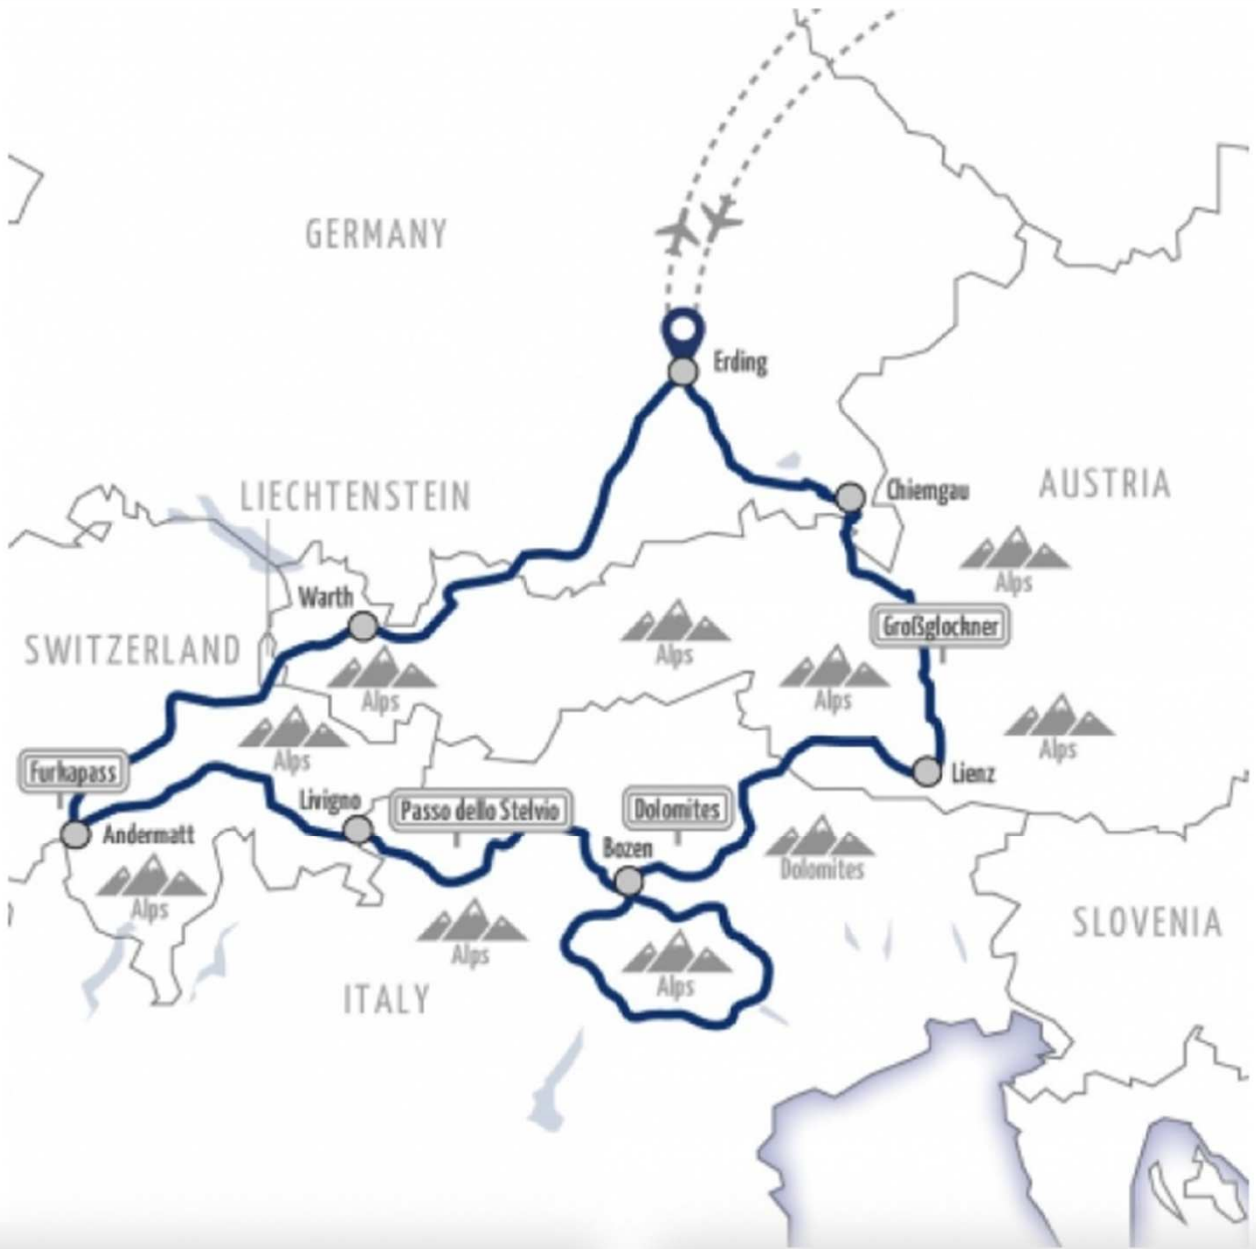 GERMANY
Erding
LIECHTENSTEIN
Chiemgau
AUSTRIA
Alps
Warth
Großglockner
SWITZERLAND
Alps
Alps
Alps
Alps
Alps
Furkapass
Lienz
Livigno
Passo dello Stelvio
Dolomites
Andermatt
Bozen
Dolomites
Alps
SLOVENIA
Alps
Alps
ITALY